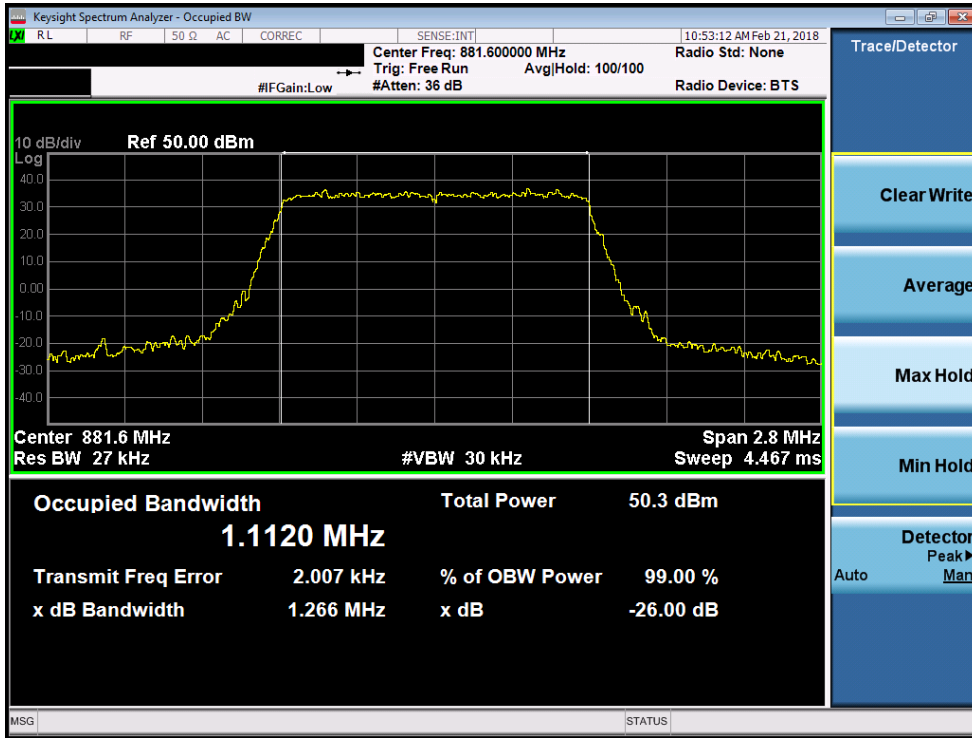 Keysight Spectrum Analyzer - Occupied BW
LXI RL RF 50 Ω AC CORREC SENSE:INT 10:53:12 AM Feb 21, 2018
Center Freq: 881.600000 MHz Radio Std: None
Trig: Free Run Avg|Hold: 100/100
#IFGain:Low #Atten: 36 dB Radio Device: BTS
10 dB/div Ref 50.00 dBm
Log
40.0
30.0
20.0
10.0
0.00
-10.0
-20.0
-30.0
-40.0
Center 881.6 MHz Span 2.8 MHz
Res BW 27 kHz #VBW 30 kHz Sweep 4.467 ms
Occupied Bandwidth Total Power 50.3 dBm
1.1120 MHz
Transmit Freq Error 2.007 kHz % of OBW Power 99.00 %
x dB Bandwidth 1.266 MHz x dB -26.00 dB
MSG STATUS
Trace/Detector
Clear Write
Average
Max Hold
Min Hold
Detector
Peak▶
Auto Man